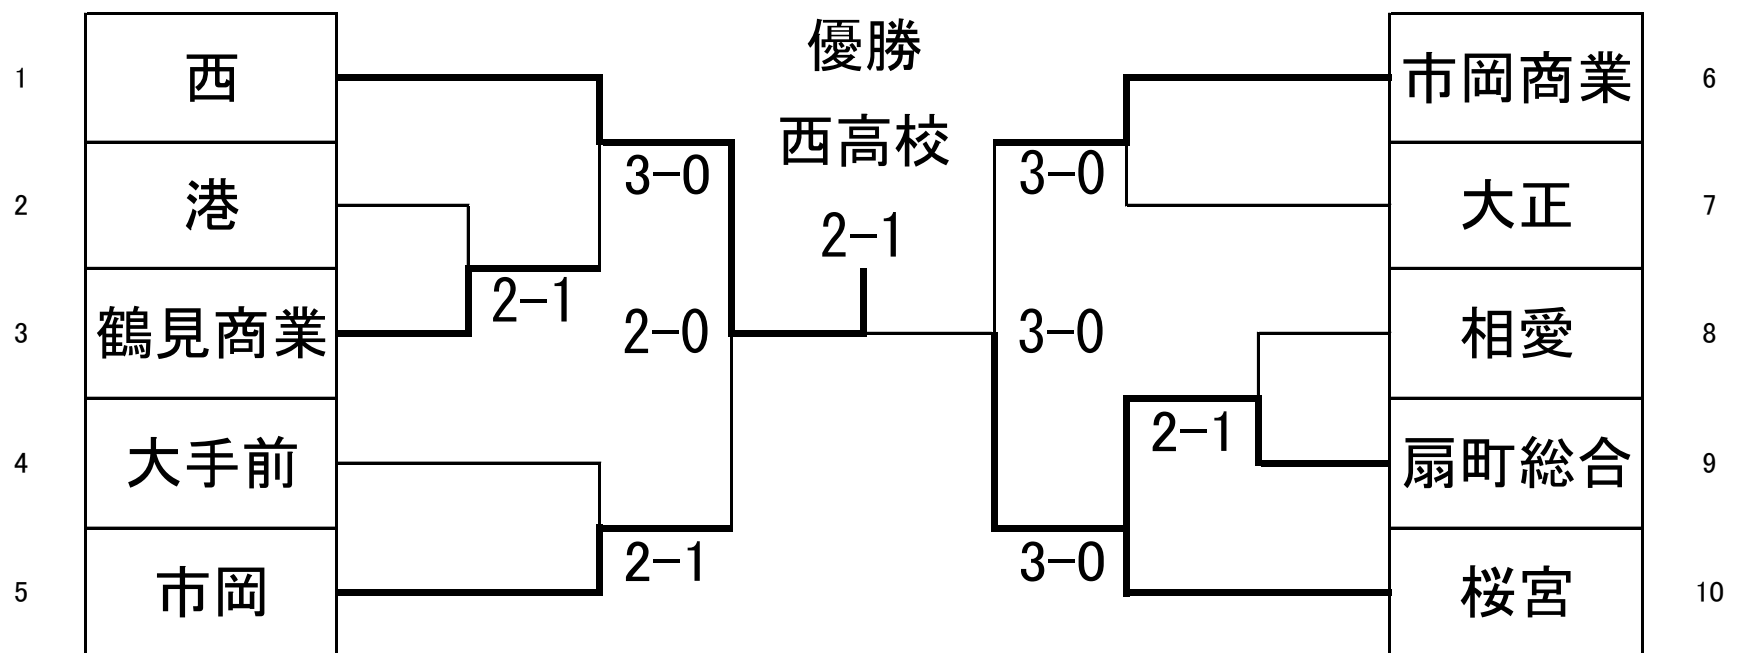 優勝
西高校
2-1
1 西
2 港
3 鶴見商業
4 大手前
5 市岡
3-0
2-1
2-0
2-1
3-0
3-0
2-1
3-0
市岡商業 6
大正 7
相愛 8
扇町総合 9
桜宮 10